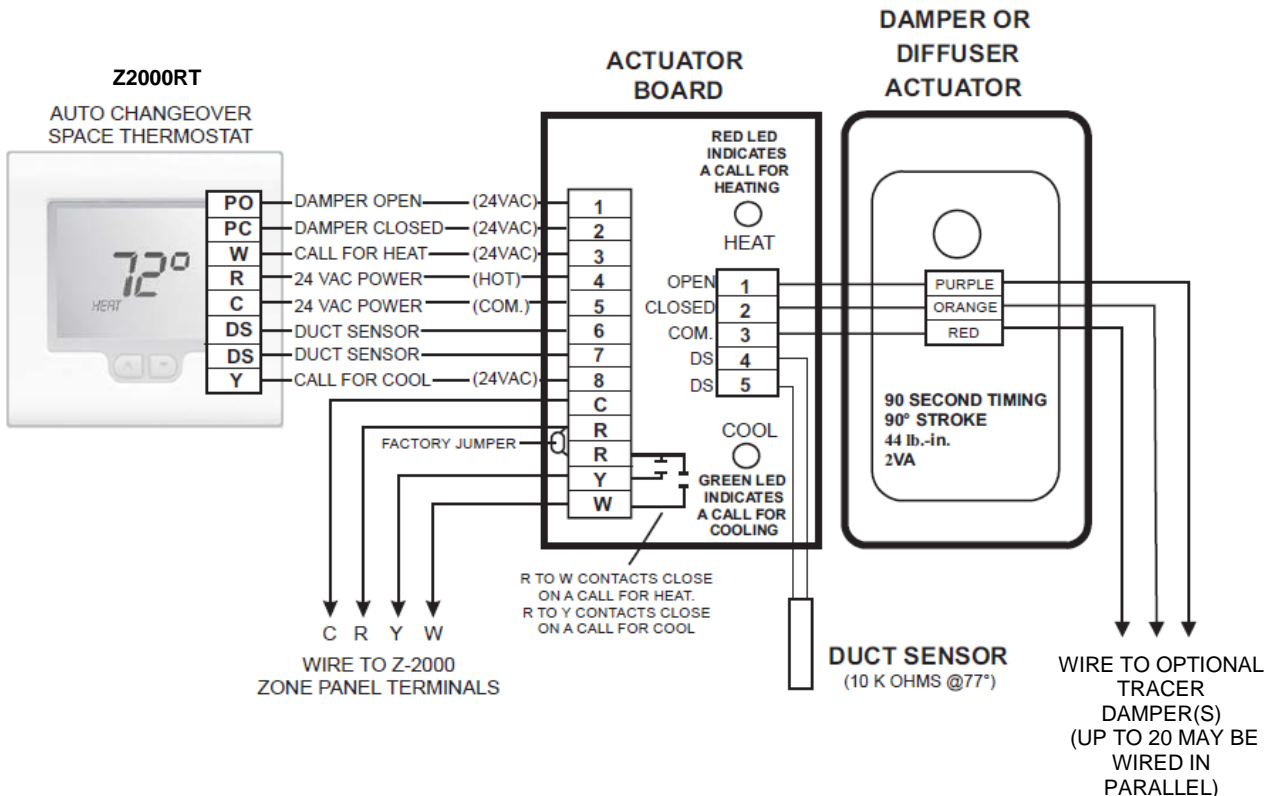 Z2000RT
AUTO CHANGEOVER
SPACE THERMOSTAT
72°
HEAT
PO
PC
W
R
C
DS
DS
Y
DAMPER OPEN (24VAC)
DAMPER CLOSED (24VAC)
CALL FOR HEAT (24VAC)
24 VAC POWER (HOT)
24 VAC POWER (COM.)
DUCT SENSOR
DUCT SENSOR
CALL FOR COOL (24VAC)
FACTORY JUMPER
C R Y W
WIRE TO Z-2000
ZONE PANEL TERMINALS
ACTUATOR
BOARD
1
2
3
4
5
6
7
8
C
R
R
Y
W
RED LED
INDICATES
A CALL FOR
HEATING
HEAT
OPEN 1
CLOSED 2
COM. 3
DS 4
DS 5
COOL
GREEN LED
INDICATES
A CALL FOR
COOLING
R TO W CONTACTS CLOSE
ON A CALL FOR HEAT.
R TO Y CONTACTS CLOSE
ON A CALL FOR COOL
DUCT SENSOR
(10 K OHMS @77°)
DAMPER OR
DIFFUSER
ACTUATOR
PURPLE
ORANGE
RED
90 SECOND TIMING
90° STROKE
44 lb.-in.
2VA
WIRE TO OPTIONAL
TRACER
DAMPER(S)
(UP TO 20 MAY BE
WIRED IN
PARALLEL)